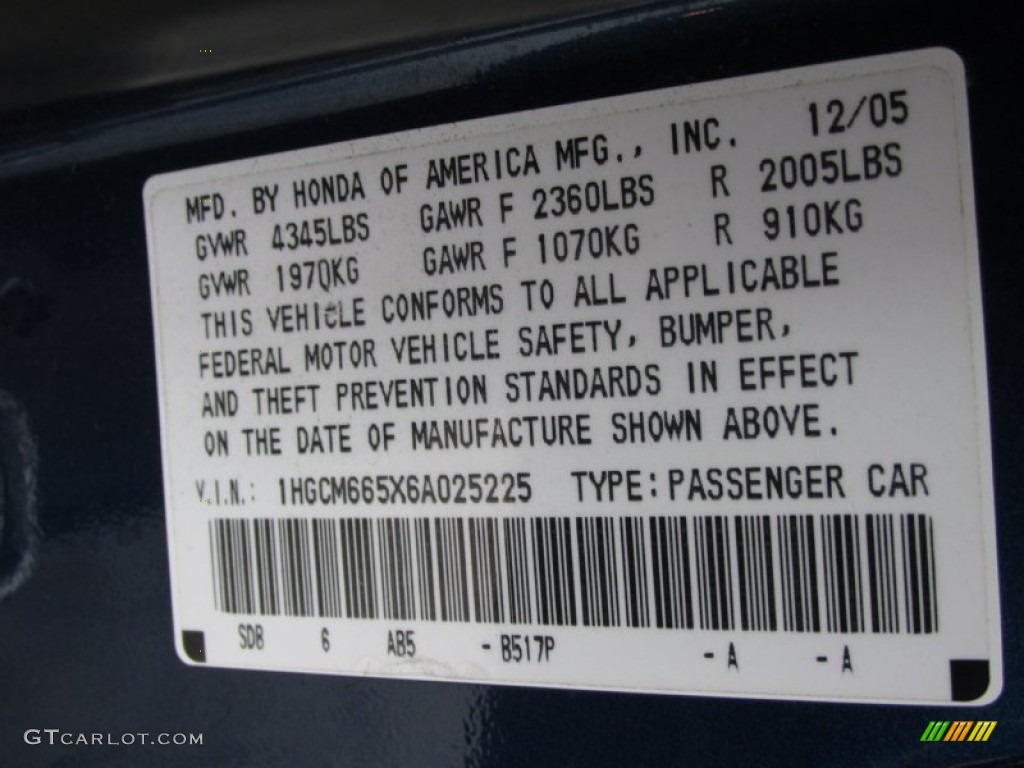 12/05
MFD. BY HONDA OF AMERICA MFG., INC.
GVWR 4345LBS GAWR F 2360LBS R 2005LBS
GVWR 1970KG GAWR F 1070KG R 910KG
THIS VEHICLE CONFORMS TO ALL APPLICABLE
FEDERAL MOTOR VEHICLE SAFETY, BUMPER,
AND THEFT PREVENTION STANDARDS IN EFFECT
ON THE DATE OF MANUFACTURE SHOWN ABOVE.
V.I.N.: 1HGCM665X6A025225 TYPE: PASSENGER CAR
SDB 6 AB5 - B517P - A - A
GTCARLOT.COM